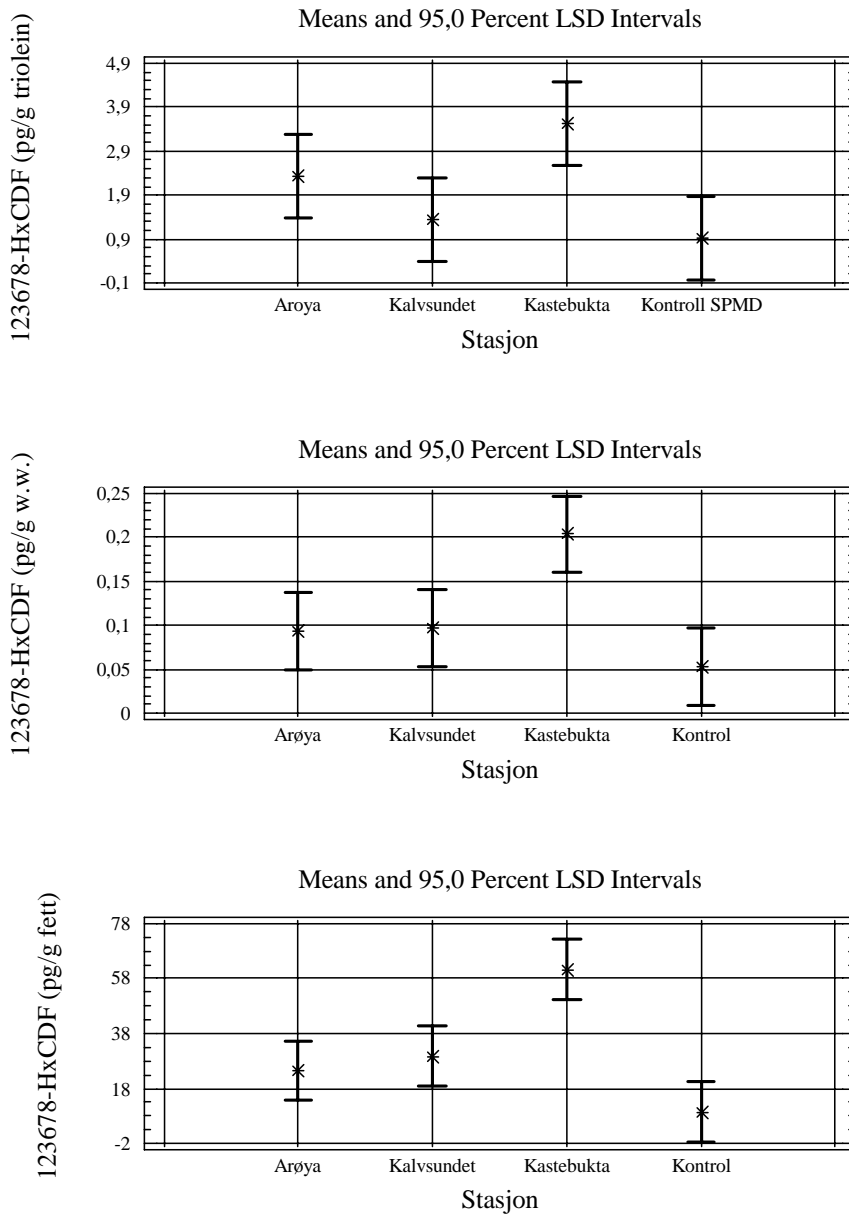 Means and 95,0 Percent LSD Intervals
123678-HxCDF (pg/g triolein)
4,9
3,9
2,9
1,9
0,9
-0,1
Aroya Kalvsundet Kastebukta Kontroll SPMD
Stasjon
Means and 95,0 Percent LSD Intervals
123678-HxCDF (pg/g w.w.)
0,25
0,2
0,15
0,1
0,05
0
Arøya Kalvsundet Kastebukta Kontrol
Stasjon
Means and 95,0 Percent LSD Intervals
123678-HxCDF (pg/g fett)
78
58
38
18
-2
Arøya Kalvsundet Kastebukta Kontrol
Stasjon